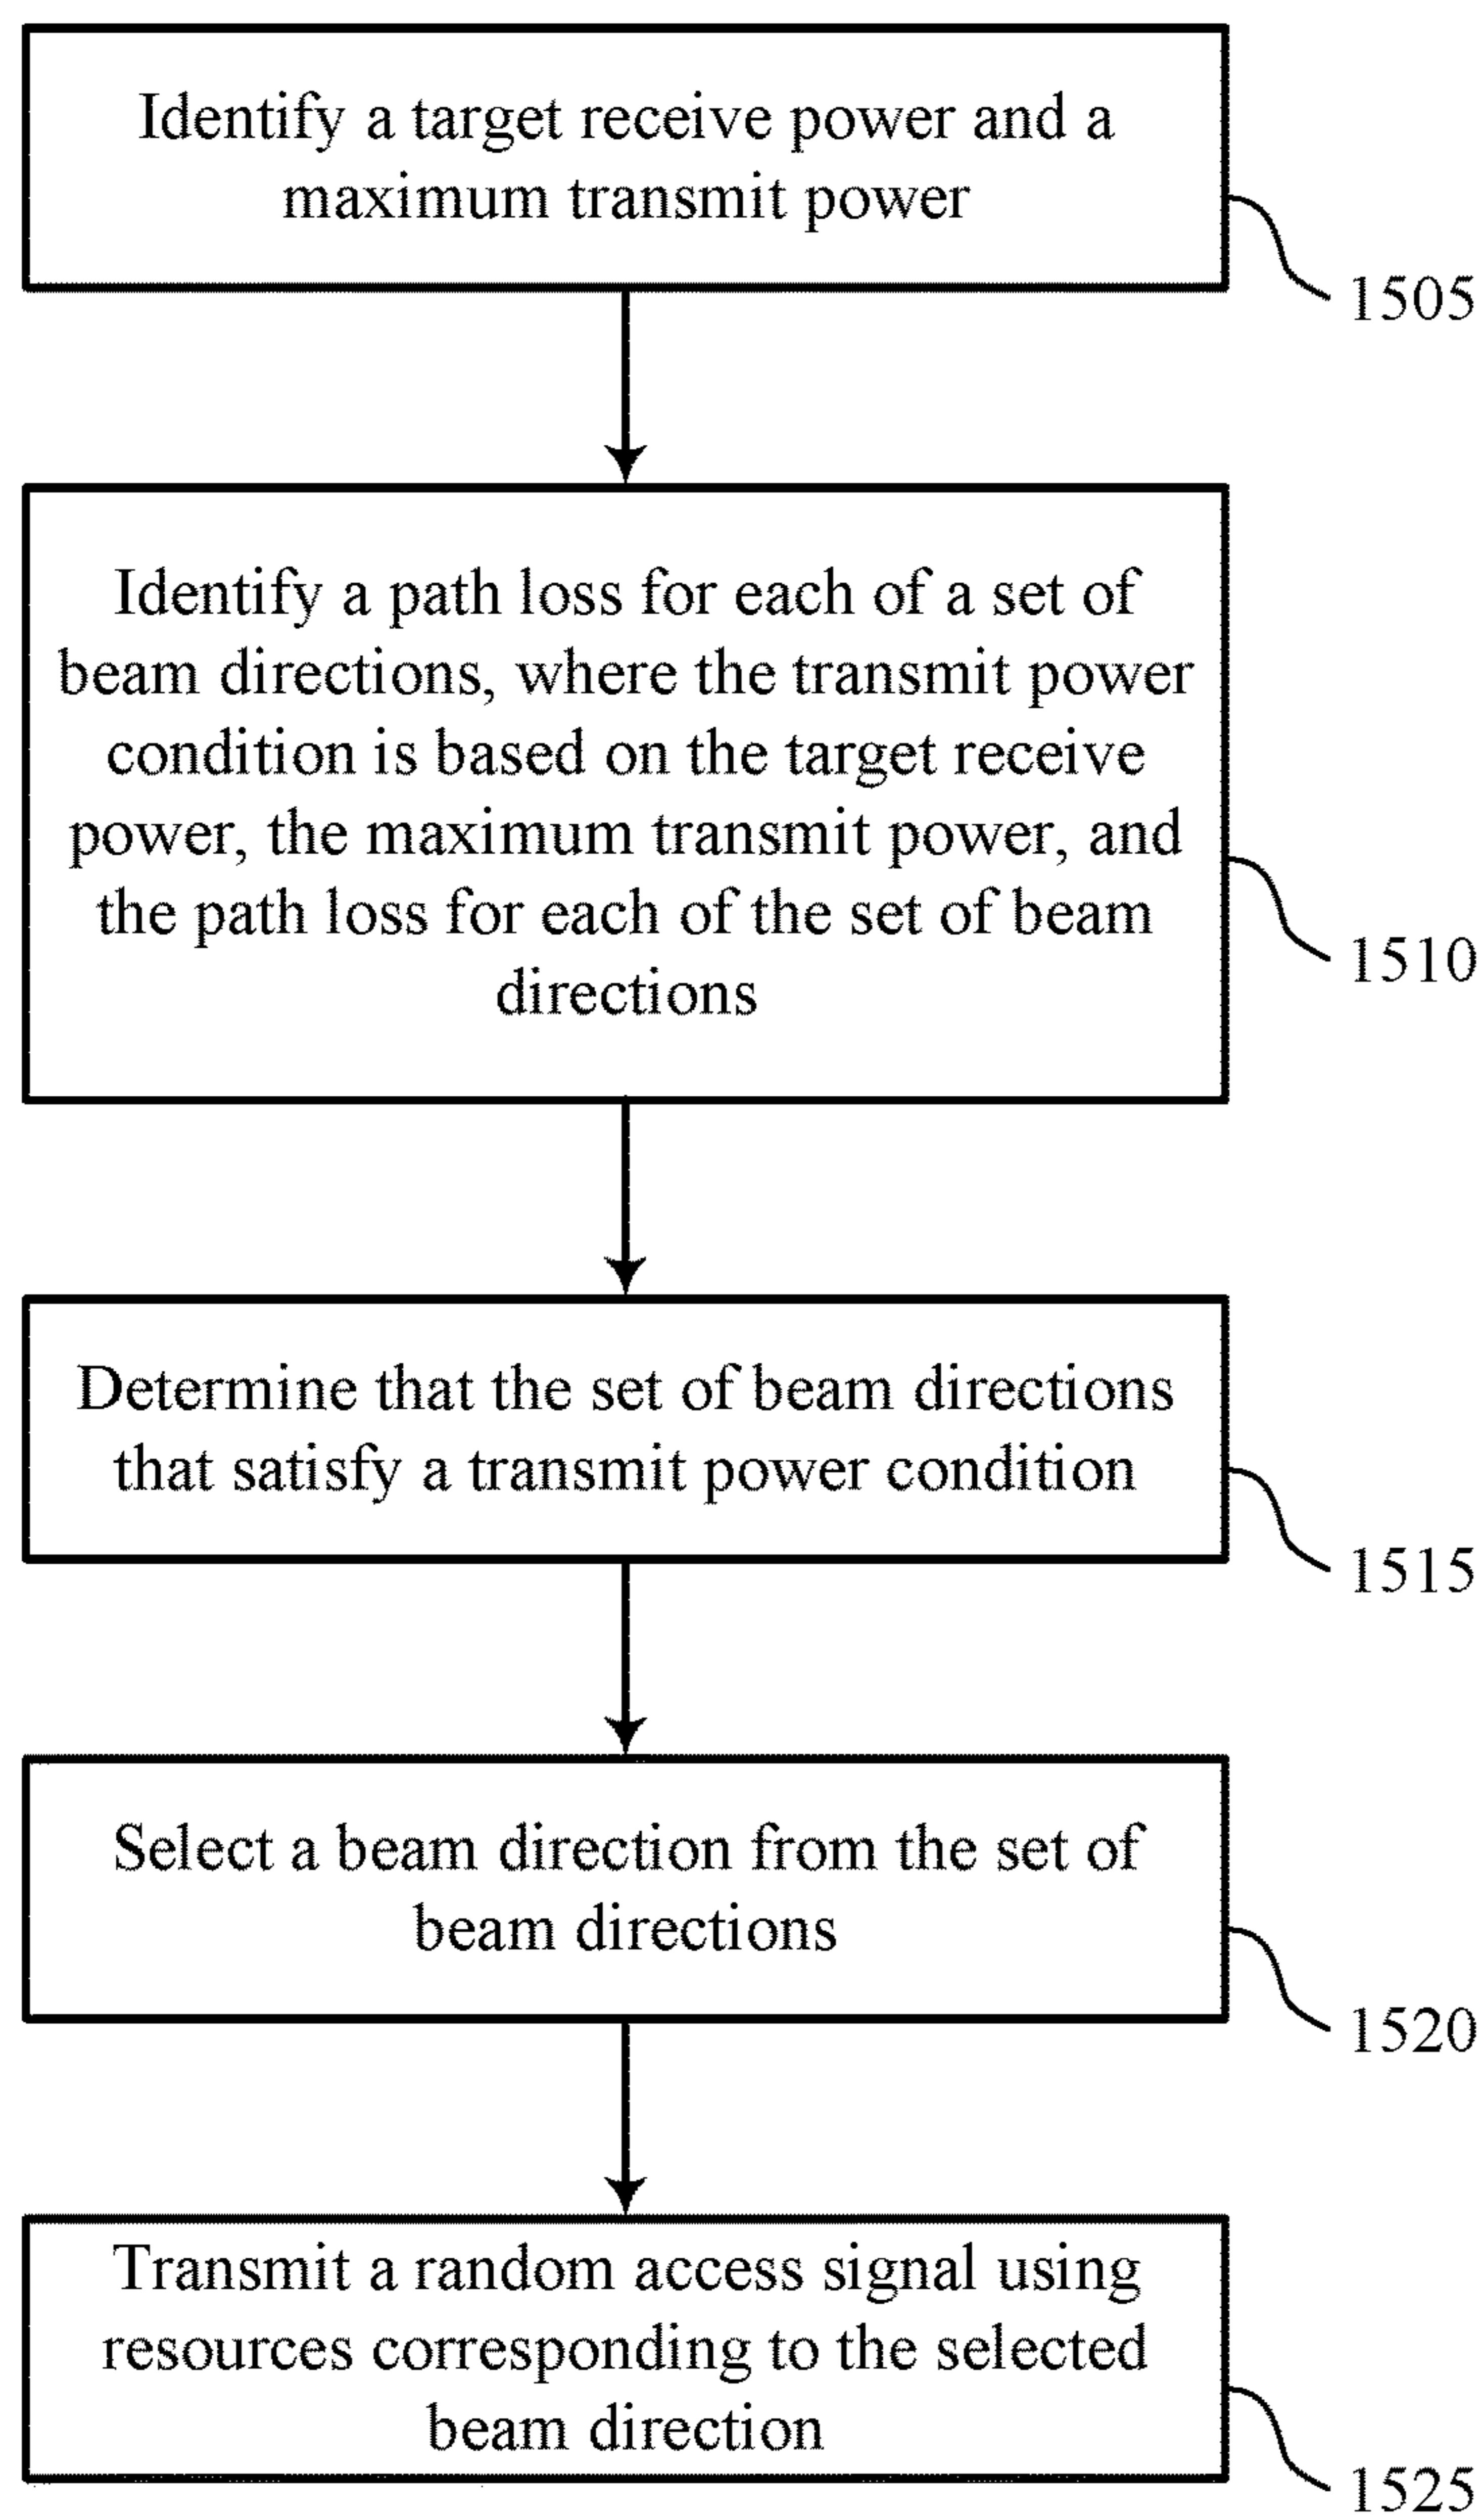 Identify a target receive power and a
maximum transmit power
1505
Identify a path loss for each of a set of
beam directions, where the transmit power
condition is based on the target receive
power, the maximum transmit power, and
the path loss for each of the set of beam
directions
1510
Determine that the set of beam directions
that satisfy a transmit power condition
1515
Select a beam direction from the set of
beam directions
1520
Transmit a random access signal using
resources corresponding to the selected
beam direction
1525